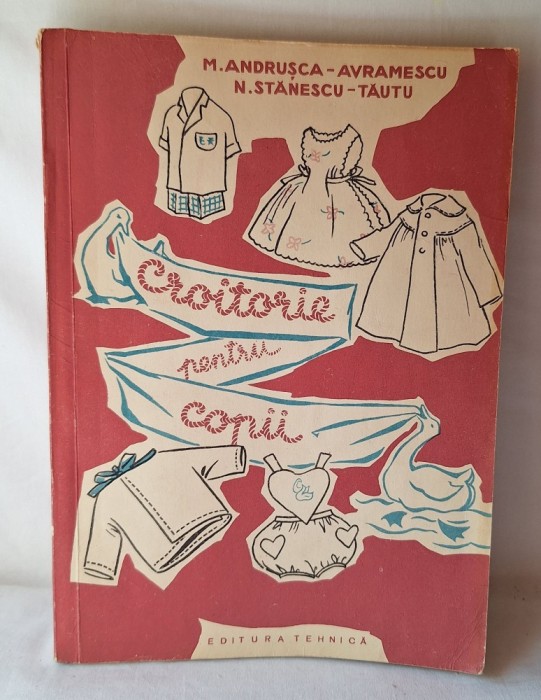 M. ANDRUȘCA-AVRAMESCU
N. STĂNESCU-TĂUTU
Croitorie
pentru
copii
EDITURA TEHNICĂ